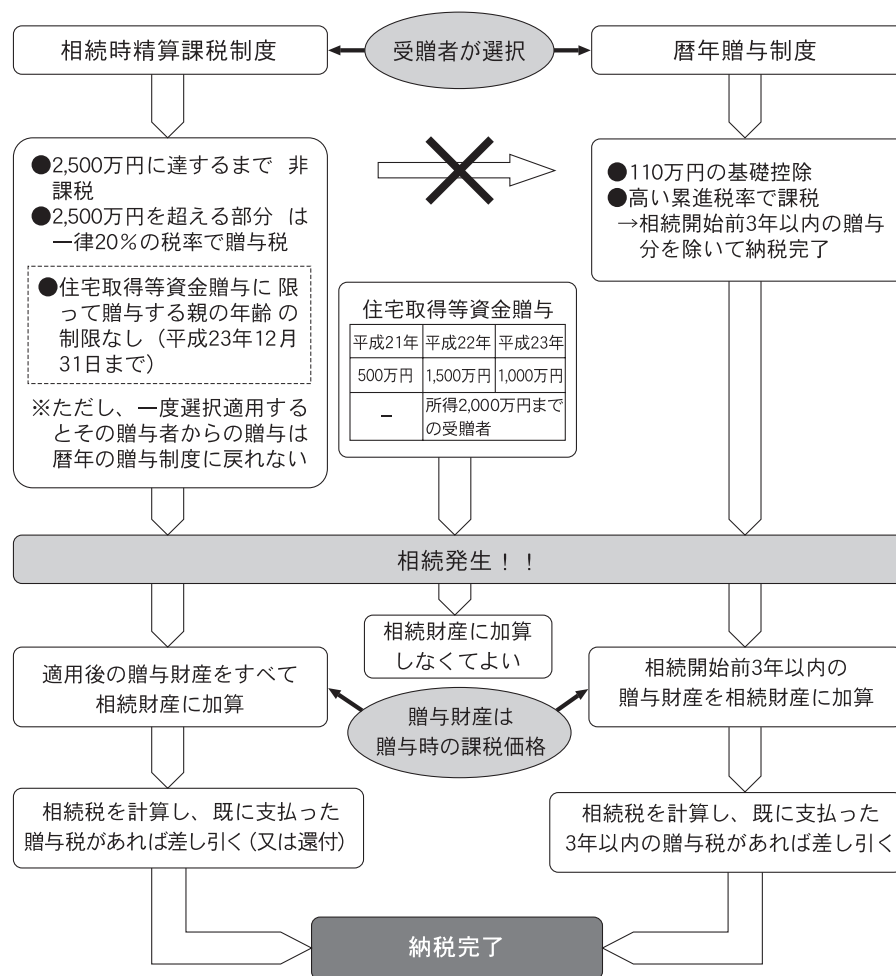 相続時精算課税制度
受贈者が選択
暦年贈与制度
●2,500万円に達するまで 非
課税
●2,500万円を超える部分 は
一律20%の税率で贈与税
●住宅取得等資金贈与に 限
って贈与する親の年齢 の
制限なし（平成23年12月
31日まで）
※ただし、一度選択適用する
とその贈与者からの贈与は
暦年の贈与制度に戻れない
住宅取得等資金贈与
平成21年 平成22年 平成23年
500万円 1,500万円 1,000万円
－ 所得2,000万円まで
の受贈者
●110万円の基礎控除
●高い累進税率で課税
→相続開始前3年以内の贈与
分を除いて納税完了
相続発生！！
適用後の贈与財産をすべて
相続財産に加算
相続財産に加算
しなくてよい
贈与財産は
贈与時の課税価格
相続開始前3年以内の
贈与財産を相続財産に加算
相続税を計算し、既に支払った
贈与税があれば差し引く（又は還付）
相続税を計算し、既に支払った
3年以内の贈与税があれば差し引く
納税完了